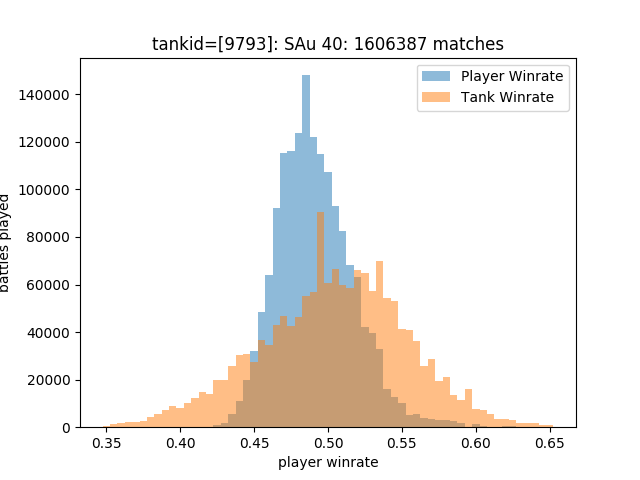 tankid=[9793]: SAu 40: 1606387 matches
Player Winrate
Tank Winrate
140000
120000
100000
80000
60000
40000
20000
0
battles played
0.35 0.40 0.45 0.50 0.55 0.60 0.65
player winrate